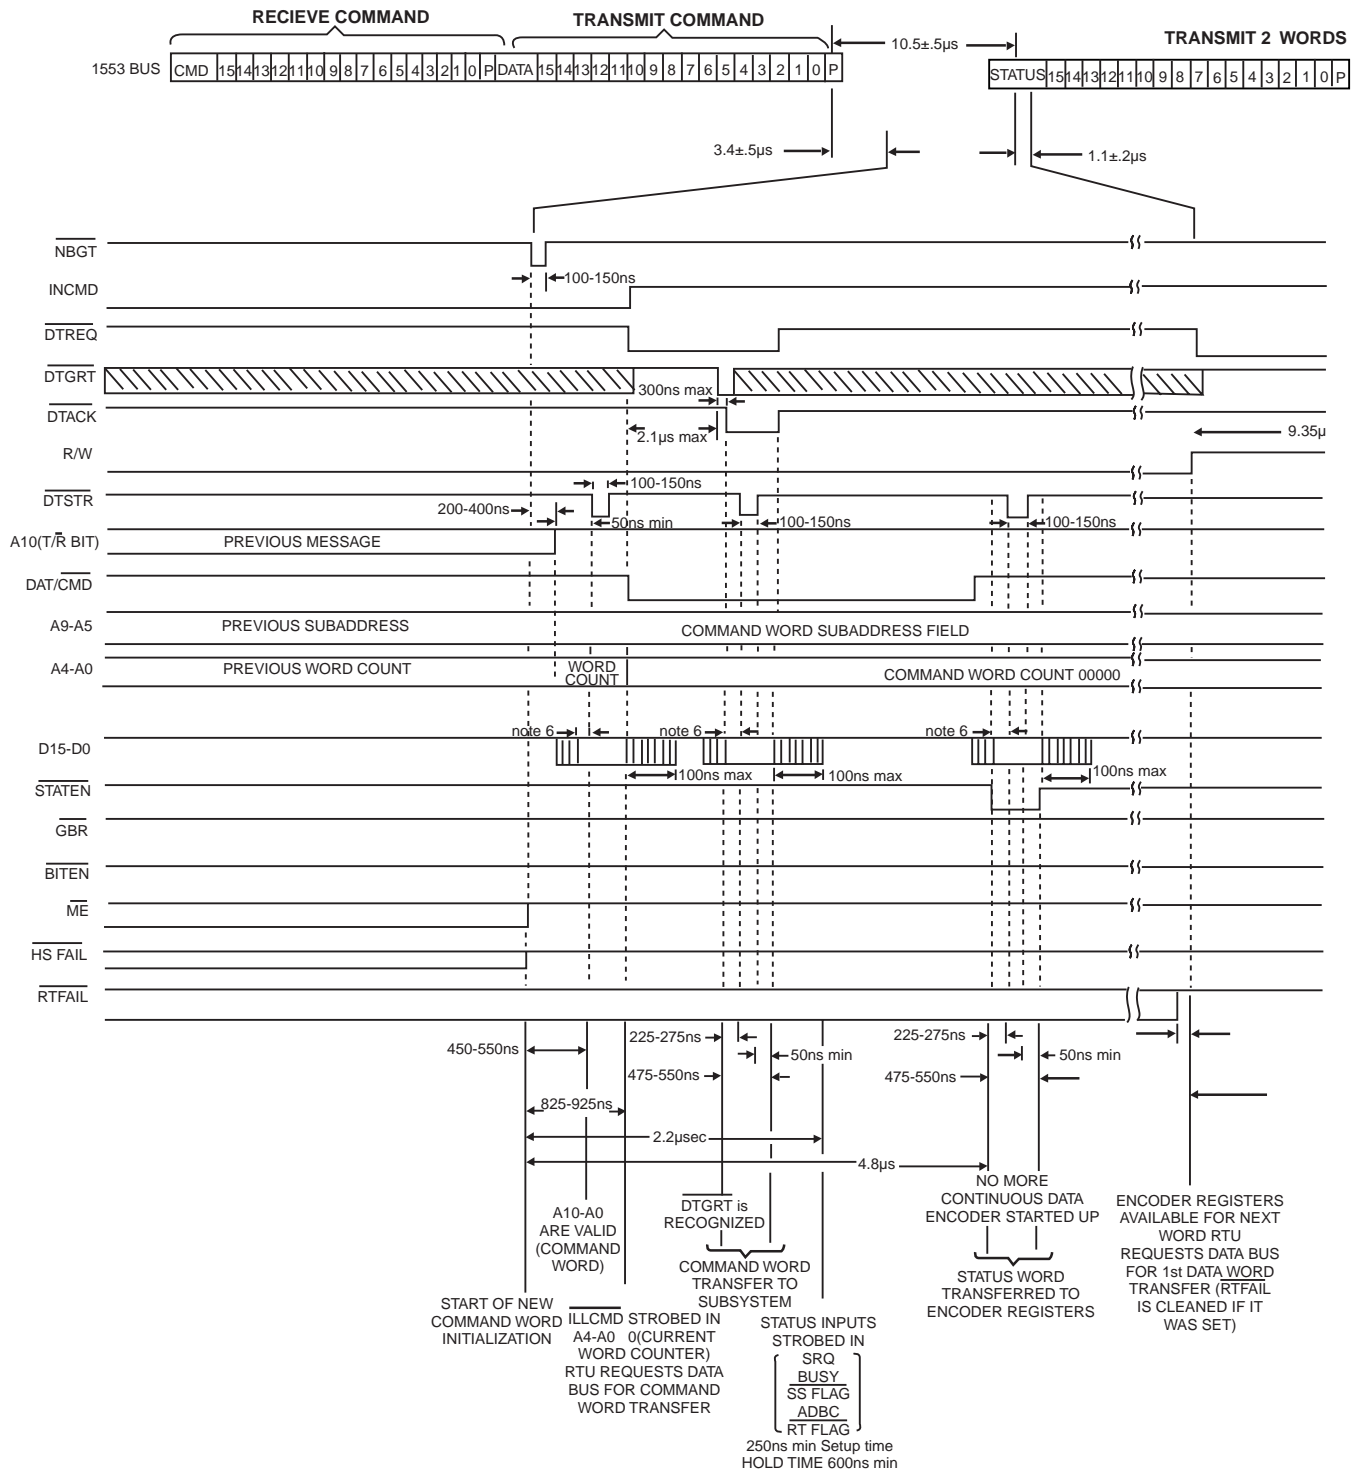 RECIEVE COMMAND
TRANSMIT COMMAND
10.5±.5µs
TRANSMIT 2 WORDS
1553 BUS
CMD 15 14 13 12 11 10 9 8 7 6 5 4 3 2 1 0 P DATA 15 14 13 12 11 10 9 8 7 6 5 4 3 2 1 0 P
STATUS 15 14 13 12 11 10 9 8 7 6 5 4 3 2 1 0 P
3.4±.5µs
1.1±.2µs
NBGT
100-150ns
INCMD
DTREQ
DTGRT
300ns max
DTACK
2.1µs max
9.35µ
R/W
100-150ns
DTSTR
200-400ns
50ns min
100-150ns
100-150ns
A10(T/R BIT)
PREVIOUS MESSAGE
DAT/CMD
A9-A5
PREVIOUS SUBADDRESS
COMMAND WORD SUBADDRESS FIELD
A4-A0
PREVIOUS WORD COUNT
WORD
COUNT
COMMAND WORD COUNT 00000
note 6
note 6
note 6
D15-D0
100ns max
100ns max
100ns max
STATEN
GBR
BITEN
ME
HS FAIL
RTFAIL
450-550ns
225-275ns
50ns min
475-550ns
225-275ns
50ns min
475-550ns
825-925ns
2.2µsec
4.8µs
A10-A0
ARE VALID
(COMMAND
WORD)
DTGRT is
RECOGNIZED
NO MORE
CONTINUOUS DATA
ENCODER STARTED UP
ENCODER REGISTERS
AVAILABLE FOR NEXT
WORD RTU
REQUESTS DATA BUS
FOR 1st DATA WORD
TRANSFER (RTFAIL
IS CLEANED IF IT
WAS SET)
COMMAND WORD
TRANSFER TO
SUBSYSTEM
STATUS WORD
TRANSFERRED TO
ENCODER REGISTERS
START OF NEW
COMMAND WORD
INITIALIZATION
ILLCMD STROBED IN
A4-A0 0(CURRENT
WORD COUNTER)
RTU REQUESTS DATA
BUS FOR COMMAND
WORD TRANSFER
STATUS INPUTS
STROBED IN
SRQ
BUSY
SS FLAG
ADBC
RT FLAG
250ns min Setup time
HOLD TIME 600ns min